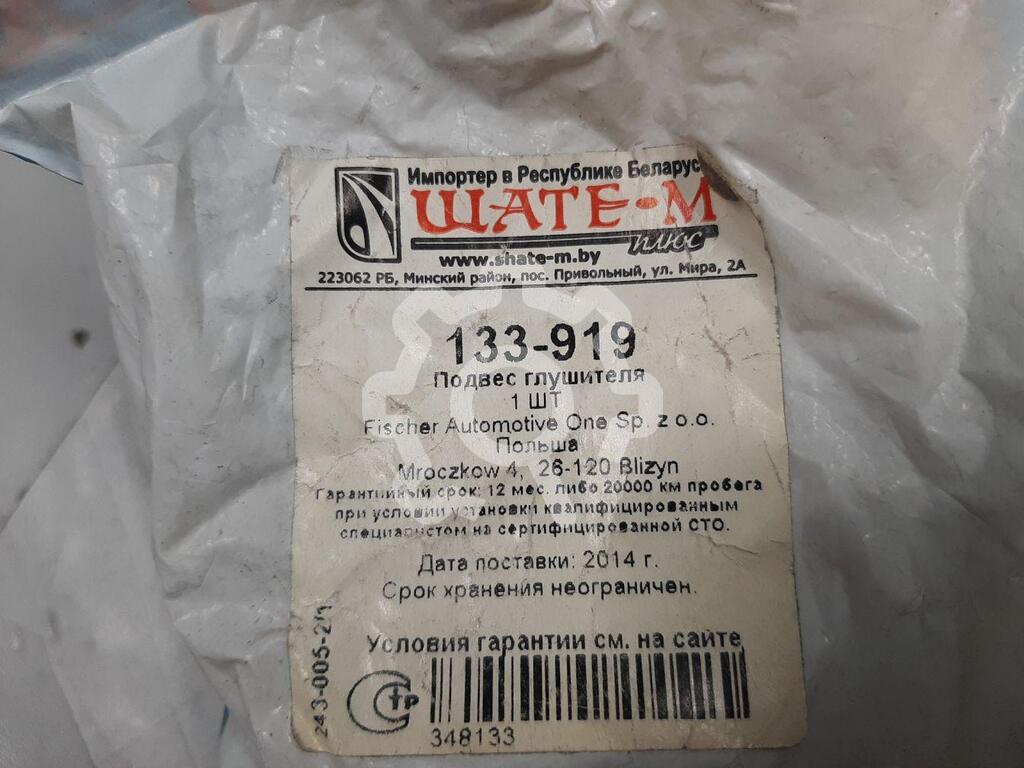 Импортер в Республике Беларусь
ШАТЕ-М
плюс
www.shate-m.by
223062 РБ, Минский район, пос. Привольный, ул. Мира, 2А
133-919
Подвес глушителя
1 ШТ
Fischer Automotive One Sp. z o.o.
Польша
Mroczkow 4, 26-120 Blizyn
Гарантийный срок: 12 мес. либо 20000 км пробега
при условии установки квалифицированным
специалистом на сертифицированной СТО.
Дата поставки: 2014 г.
Срок хранения неограничен.
Условия гарантии см. на сайте
тр
348133
243-005-2/1